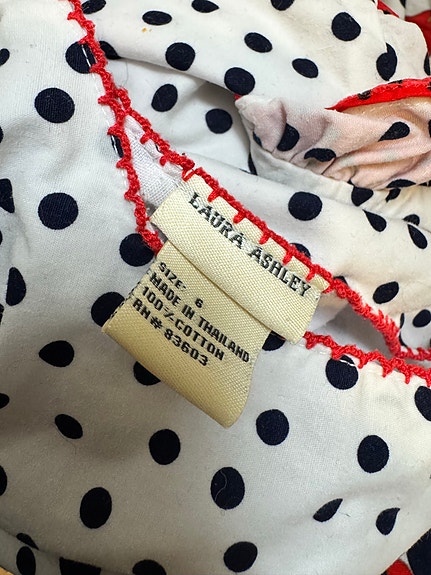 LAURA ASHLEY
SIZE: 6
MADE IN THAILAND
100% COTTON
RN# 83603